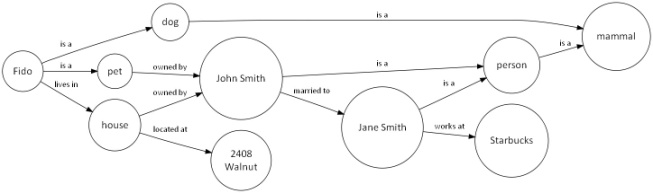 dog
is a
mammal
is a
Fido
is a
pet
owned by
John Smith
is a
person
is a
lives in
owned by
married to
is a
house
located at
Jane Smith
works at
Starbucks
2408
Walnut